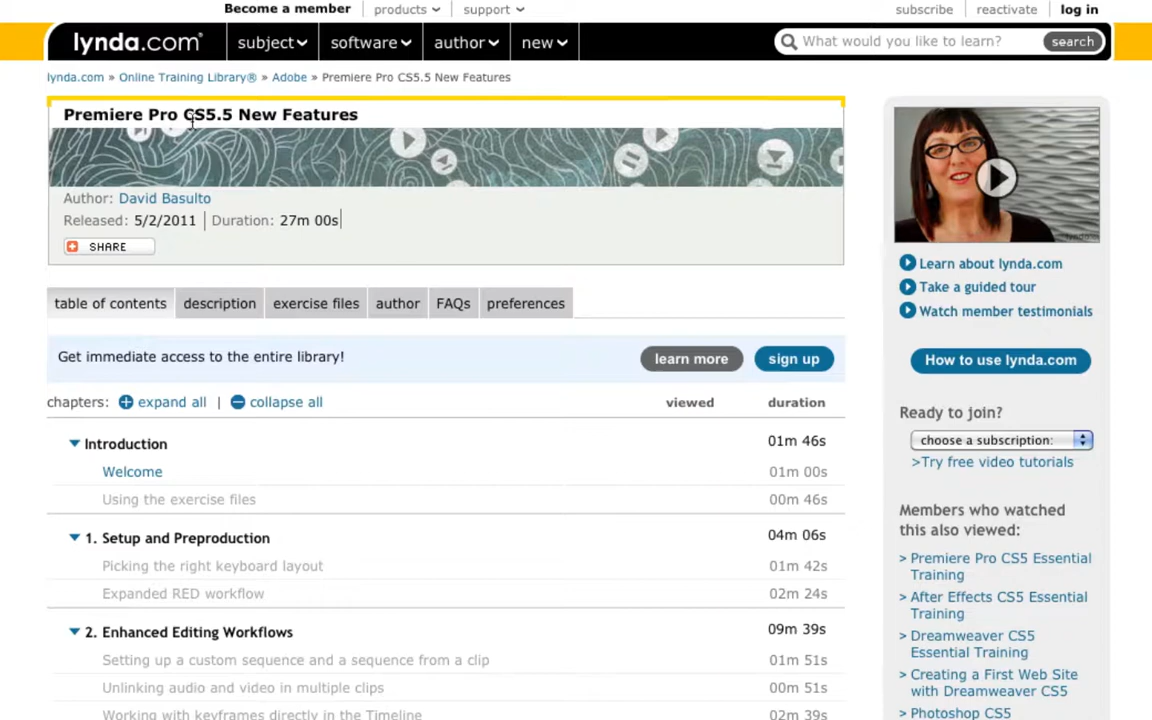 Become a member products support subscribe reactivate log in
lynda.com® subject software author new What would you like to learn? search
lynda.com » Online Training Library® » Adobe » Premiere Pro CS5.5 New Features
Premiere Pro CS5.5 New Features
Author: David Basulto
Released: 5/2/2011 | Duration: 27m 00s|
SHARE
table of contents description exercise files author FAQs preferences
Get immediate access to the entire library! learn more sign up
chapters: expand all | collapse all viewed duration
Introduction 01m 46s
Welcome 01m 00s
Using the exercise files 00m 46s
1. Setup and Preproduction 04m 06s
Picking the right keyboard layout 01m 42s
Expanded RED workflow 02m 24s
2. Enhanced Editing Workflows 09m 39s
Setting up a custom sequence and a sequence from a clip 01m 51s
Unlinking audio and video in multiple clips 00m 51s
Working with keyframes directly in the Timeline 02m 39s
Learn about lynda.com
Take a guided tour
Watch member testimonials
How to use lynda.com
Ready to join?
choose a subscription:
>Try free video tutorials
Members who watched
this also viewed:
> Premiere Pro CS5 Essential
Training
> After Effects CS5 Essential
Training
> Dreamweaver CS5
Essential Training
> Creating a First Web Site
with Dreamweaver CS5
> Photoshop CS5